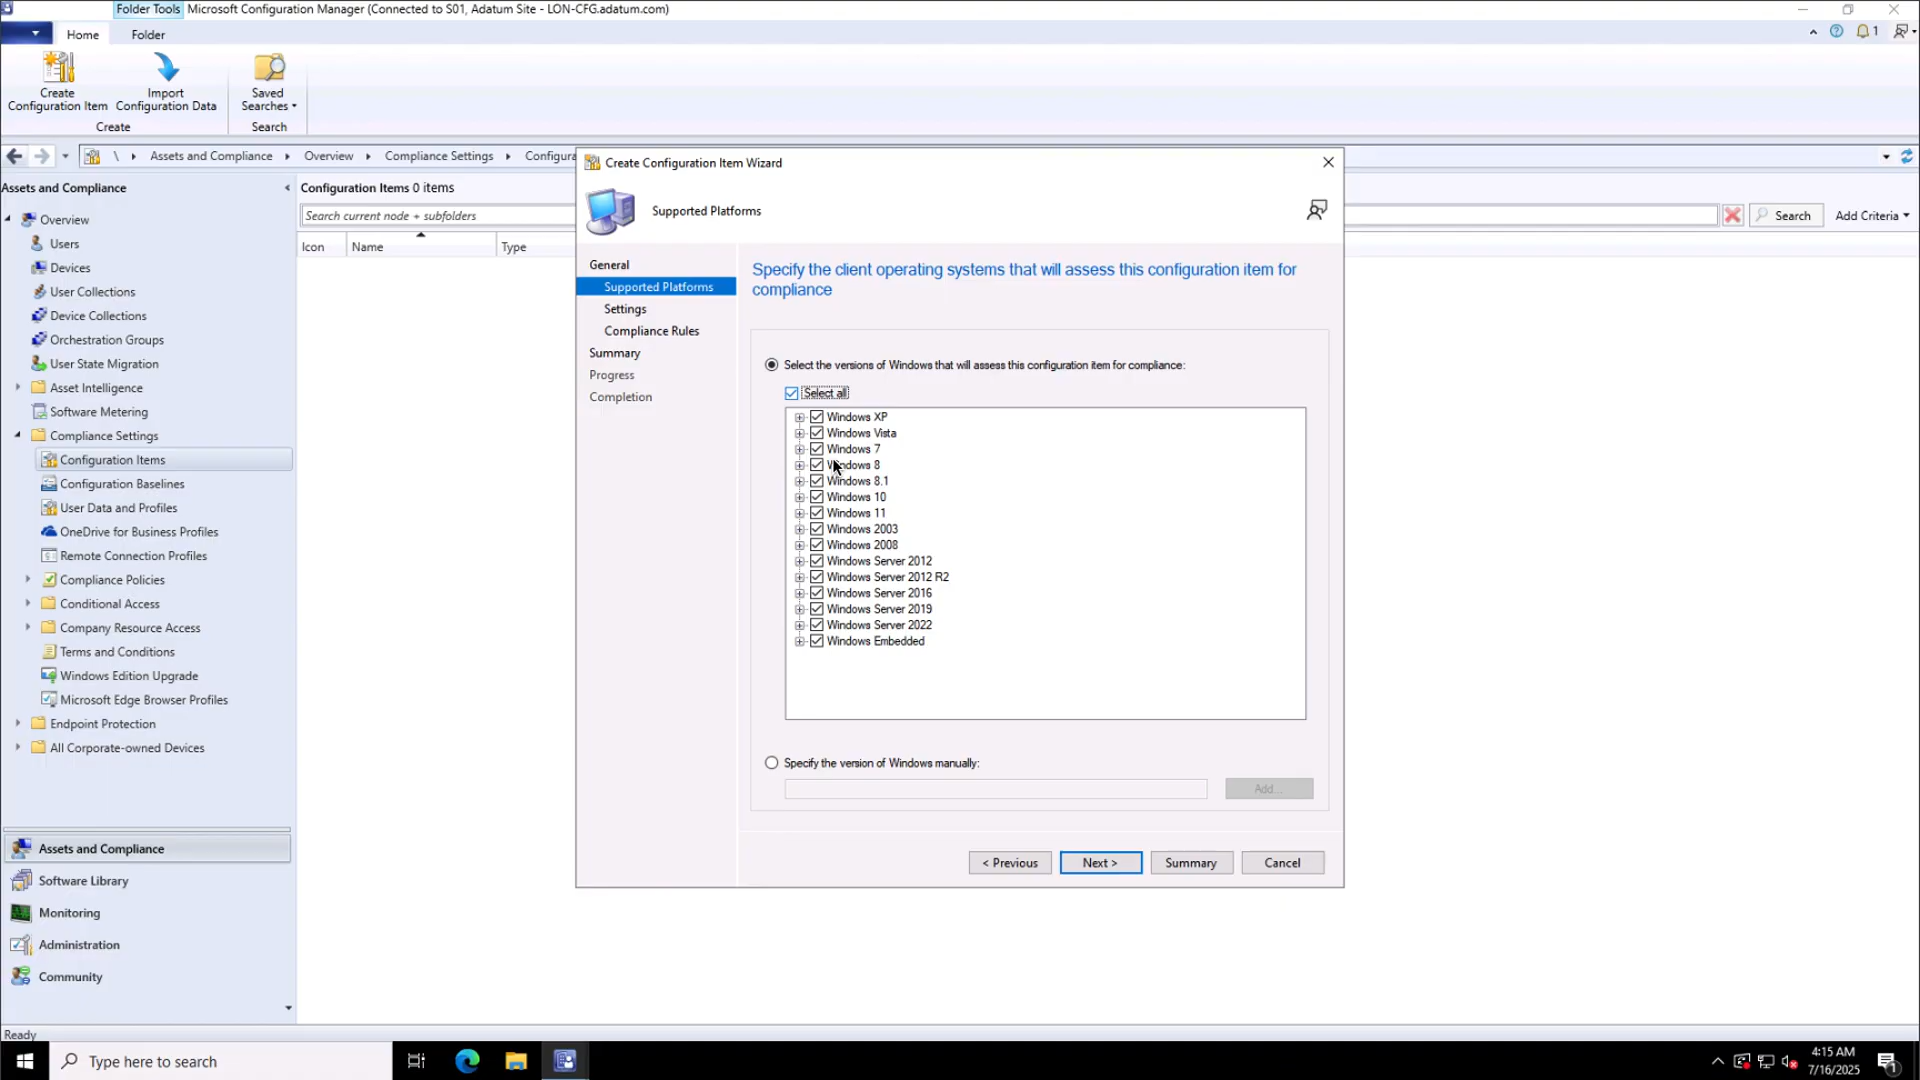 Folder Tools Microsoft Configuration Manager (Connected to S01, Adatum Site - LON-CFG.adatum.com)
Home Folder
1
Create Configuration Item
Import Configuration Data
Saved Searches
Create
Search
\ Assets and Compliance Overview Compliance Settings Configura
Assets and Compliance
Overview
Users
Devices
User Collections
Device Collections
Orchestration Groups
User State Migration
Asset Intelligence
Software Metering
Compliance Settings
Configuration Items
Configuration Baselines
User Data and Profiles
OneDrive for Business Profiles
Remote Connection Profiles
Compliance Policies
Conditional Access
Company Resource Access
Terms and Conditions
Windows Edition Upgrade
Microsoft Edge Browser Profiles
Endpoint Protection
All Corporate-owned Devices
Assets and Compliance
Software Library
Monitoring
Administration
Community
Configuration Items 0 items
Search current node + subfolders
Search
Add Criteria
Icon Name Type
Create Configuration Item Wizard
Supported Platforms
General
Supported Platforms
Settings
Compliance Rules
Summary
Progress
Completion
Specify the client operating systems that will assess this configuration item for
compliance
Select the versions of Windows that will assess this configuration item for compliance:
Select all
Windows XP
Windows Vista
Windows 7
Windows 8
Windows 8.1
Windows 10
Windows 11
Windows 2003
Windows 2008
Windows Server 2012
Windows Server 2012 R2
Windows Server 2016
Windows Server 2019
Windows Server 2022
Windows Embedded
Specify the version of Windows manually:
Add...
< Previous Next > Summary Cancel
Ready
Type here to search
4:15 AM
7/16/2025
1